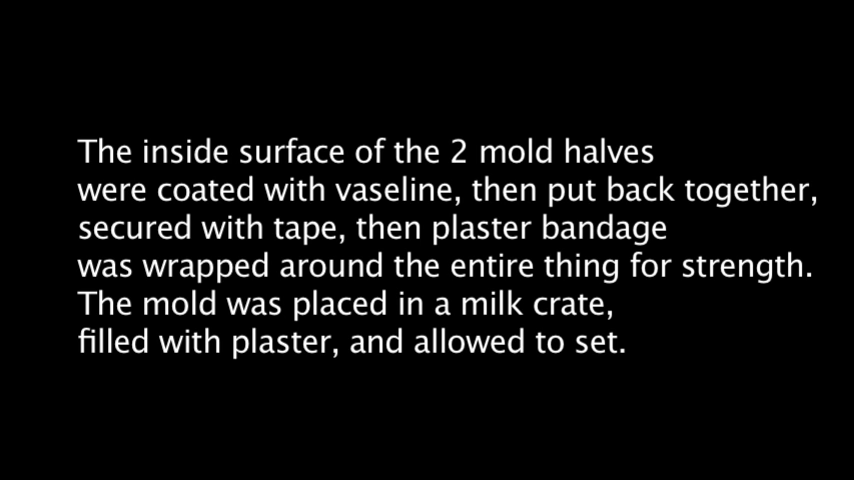 The inside surface of the 2 mold halves
were coated with vaseline, then put back together,
secured with tape, then plaster bandage
was wrapped around the entire thing for strength.
The mold was placed in a milk crate,
filled with plaster, and allowed to set.